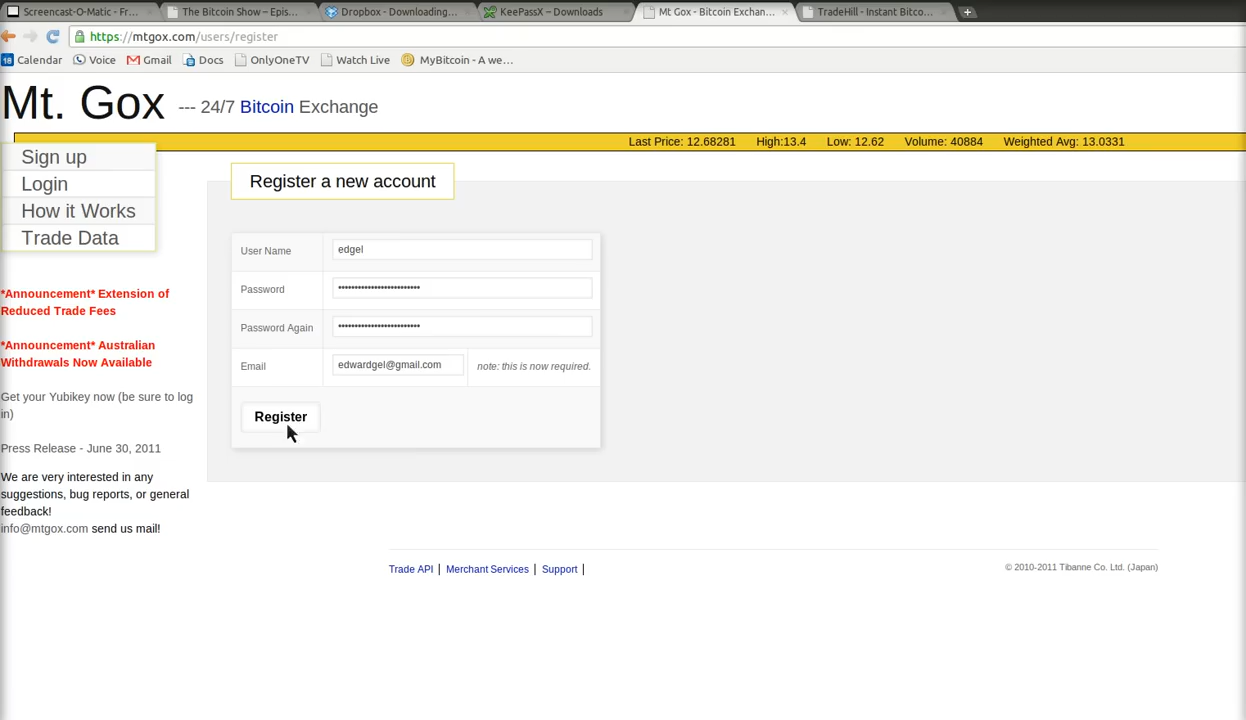 Screencast-O-Matic - Fr...
The Bitcoin Show – Epis...
Dropbox - Downloading...
KeePassX – Downloads
Mt Gox - Bitcoin Exchan...
TradeHill - Instant Bitco...
https://mtgox.com/users/register
18 Calendar Voice Gmail Docs OnlyOneTV Watch Live MyBitcoin - A we...
Mt. Gox --- 24/7 Bitcoin Exchange
Last Price: 12.68281 High:13.4 Low: 12.62 Volume: 40884 Weighted Avg: 13.0331
Sign up
Login
How it Works
Trade Data
*Announcement* Extension of
Reduced Trade Fees
*Announcement* Australian
Withdrawals Now Available
Get your Yubikey now (be sure to log
in)
Press Release - June 30, 2011
We are very interested in any
suggestions, bug reports, or general
feedback!
info@mtgox.com send us mail!
Register a new account
User Name edgel
Password •••••••••••••••••••••••••
Password Again •••••••••••••••••••••••••
Email edwardgel@gmail.com note: this is now required.
Register
Trade API | Merchant Services | Support |
© 2010-2011 Tibanne Co. Ltd. (Japan)